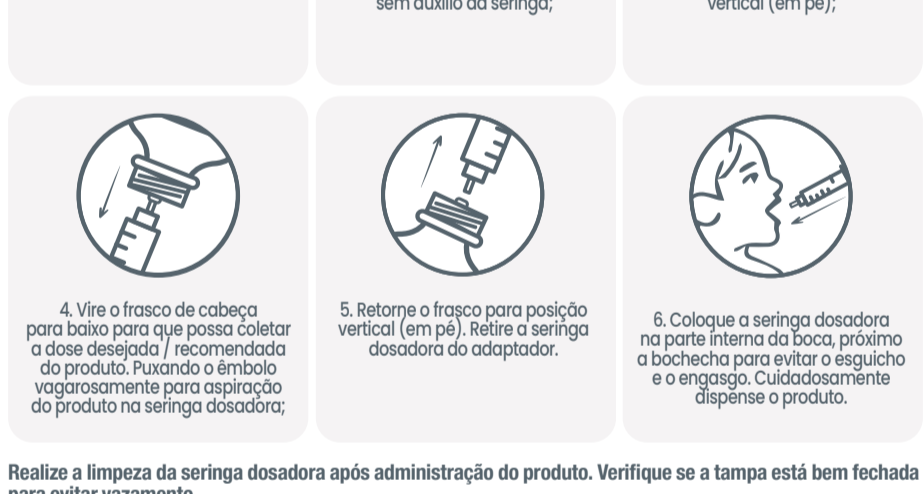 sem auxílio da seringa;
vertical (em pé);
4. Vire o frasco de cabeça
para baixo para que possa coletar
a dose desejada / recomendada
do produto. Puxando o êmbolo
vagarosamente para aspiração
do produto na seringa dosadora;
5. Retorne o frasco para posição
vertical (em pé). Retire a seringa
dosadora do adaptador.
6. Coloque a seringa dosadora
na parte interna da boca, próximo
a bochecha para evitar o esguicho
e o engasgo. Cuidadosamente
dispense o produto.
Realize a limpeza da seringa dosadora após administração do produto. Verifique se a tampa está bem fechada
para evitar vazamento